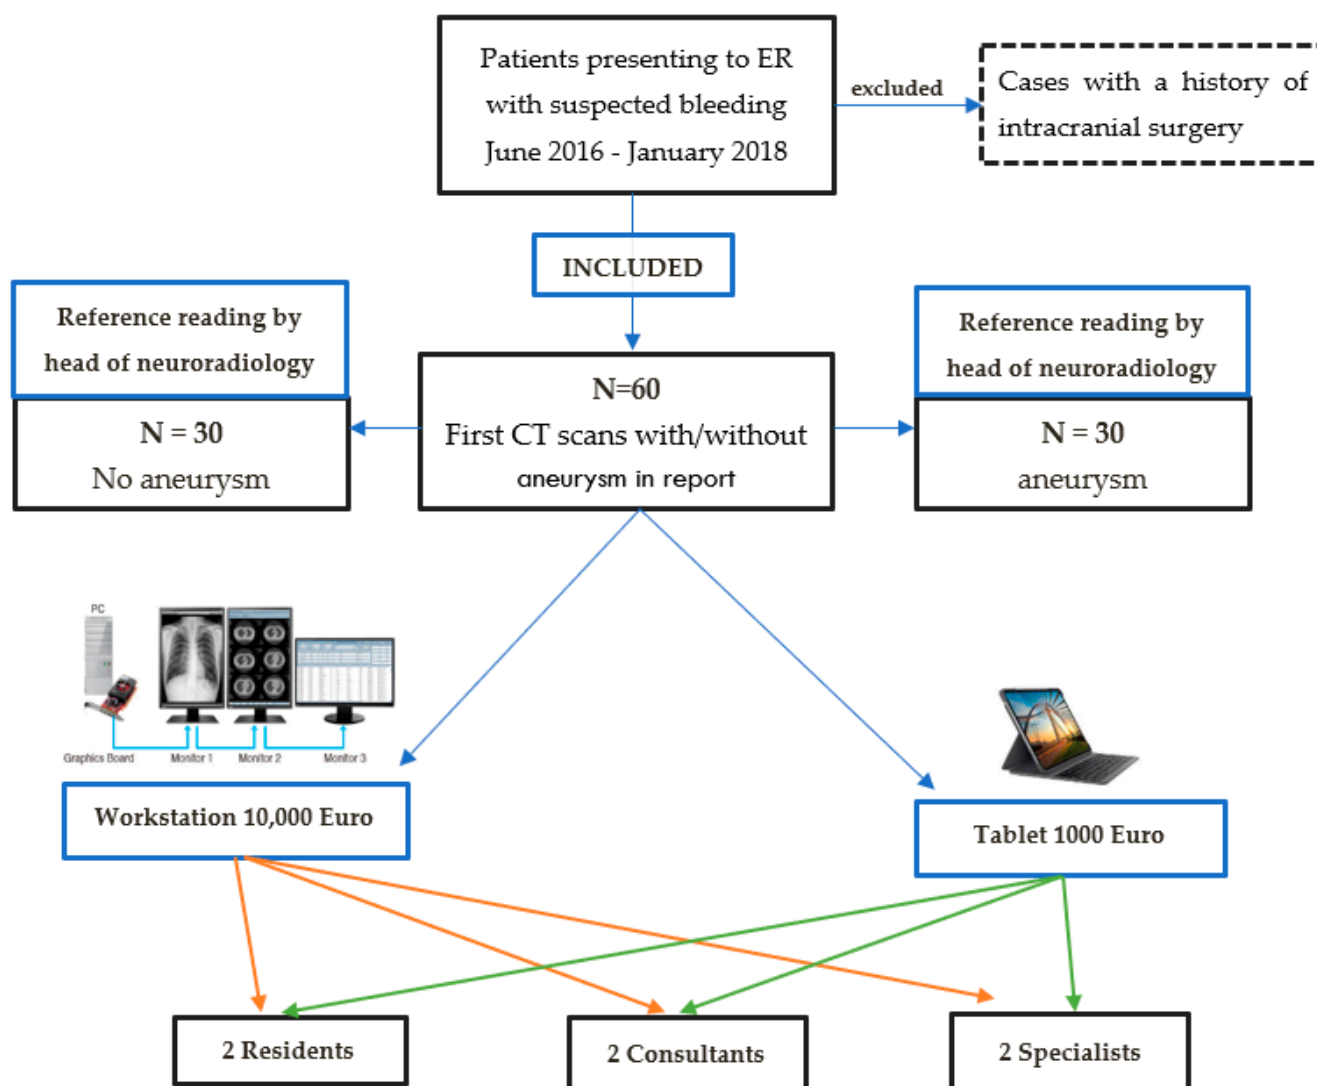 Patients presenting to ER
with suspected bleeding
June 2016 - January 2018
excluded
Cases with a history of
intracranial surgery
INCLUDED
Reference reading by
head of neuroradiology
N = 30
No aneurysm
N=60
First CT scans with/without
aneurysm in report
Reference reading by
head of neuroradiology
N = 30
aneurysm
PC
Graphics Board
Monitor 1
Monitor 2
Monitor 3
Workstation 10,000 Euro
Tablet 1000 Euro
2 Residents
2 Consultants
2 Specialists